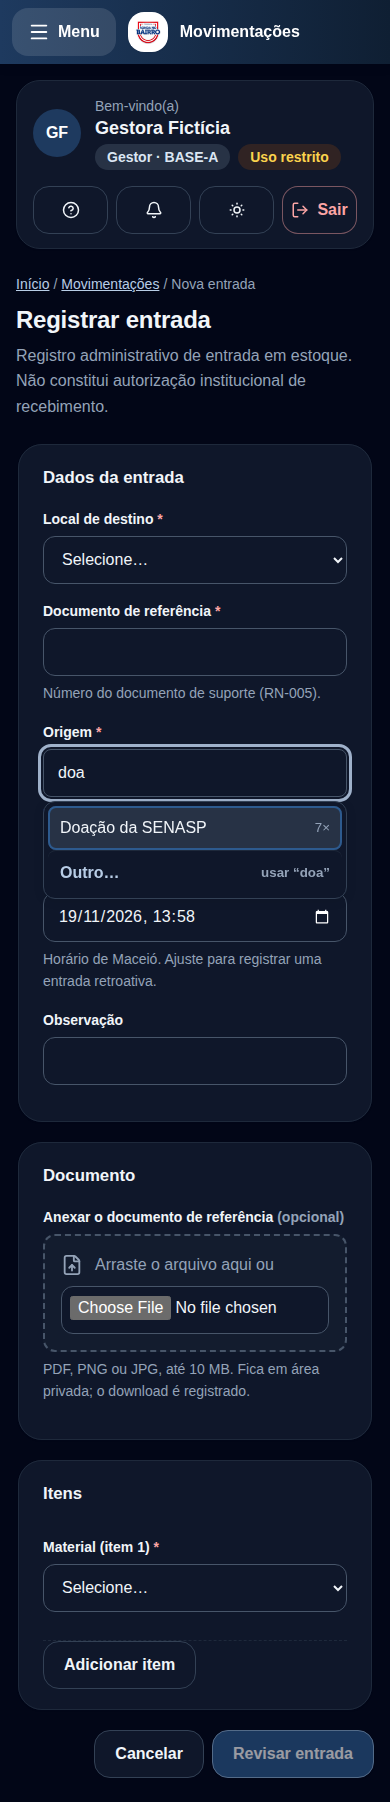 Menu
Movimentações
GF
Bem-vindo(a)
Gestora Fictícia
Gestor · BASE-A
Uso restrito
Sair
Início / Movimentações / Nova entrada
Registrar entrada
Registro administrativo de entrada em estoque.
Não constitui autorização institucional de
recebimento.
Dados da entrada
Local de destino *
Selecione…
Documento de referência *
Número do documento de suporte (RN-005).
Origem *
doa
Doação da SENASP 7×
Outro… usar “doa”
19/11/2026, 13:58
Horário de Maceió. Ajuste para registrar uma
entrada retroativa.
Observação
Documento
Anexar o documento de referência (opcional)
Arraste o arquivo aqui ou
Choose File No file chosen
PDF, PNG ou JPG, até 10 MB. Fica em área
privada; o download é registrado.
Itens
Material (item 1) *
Selecione…
Adicionar item
Cancelar
Revisar entrada